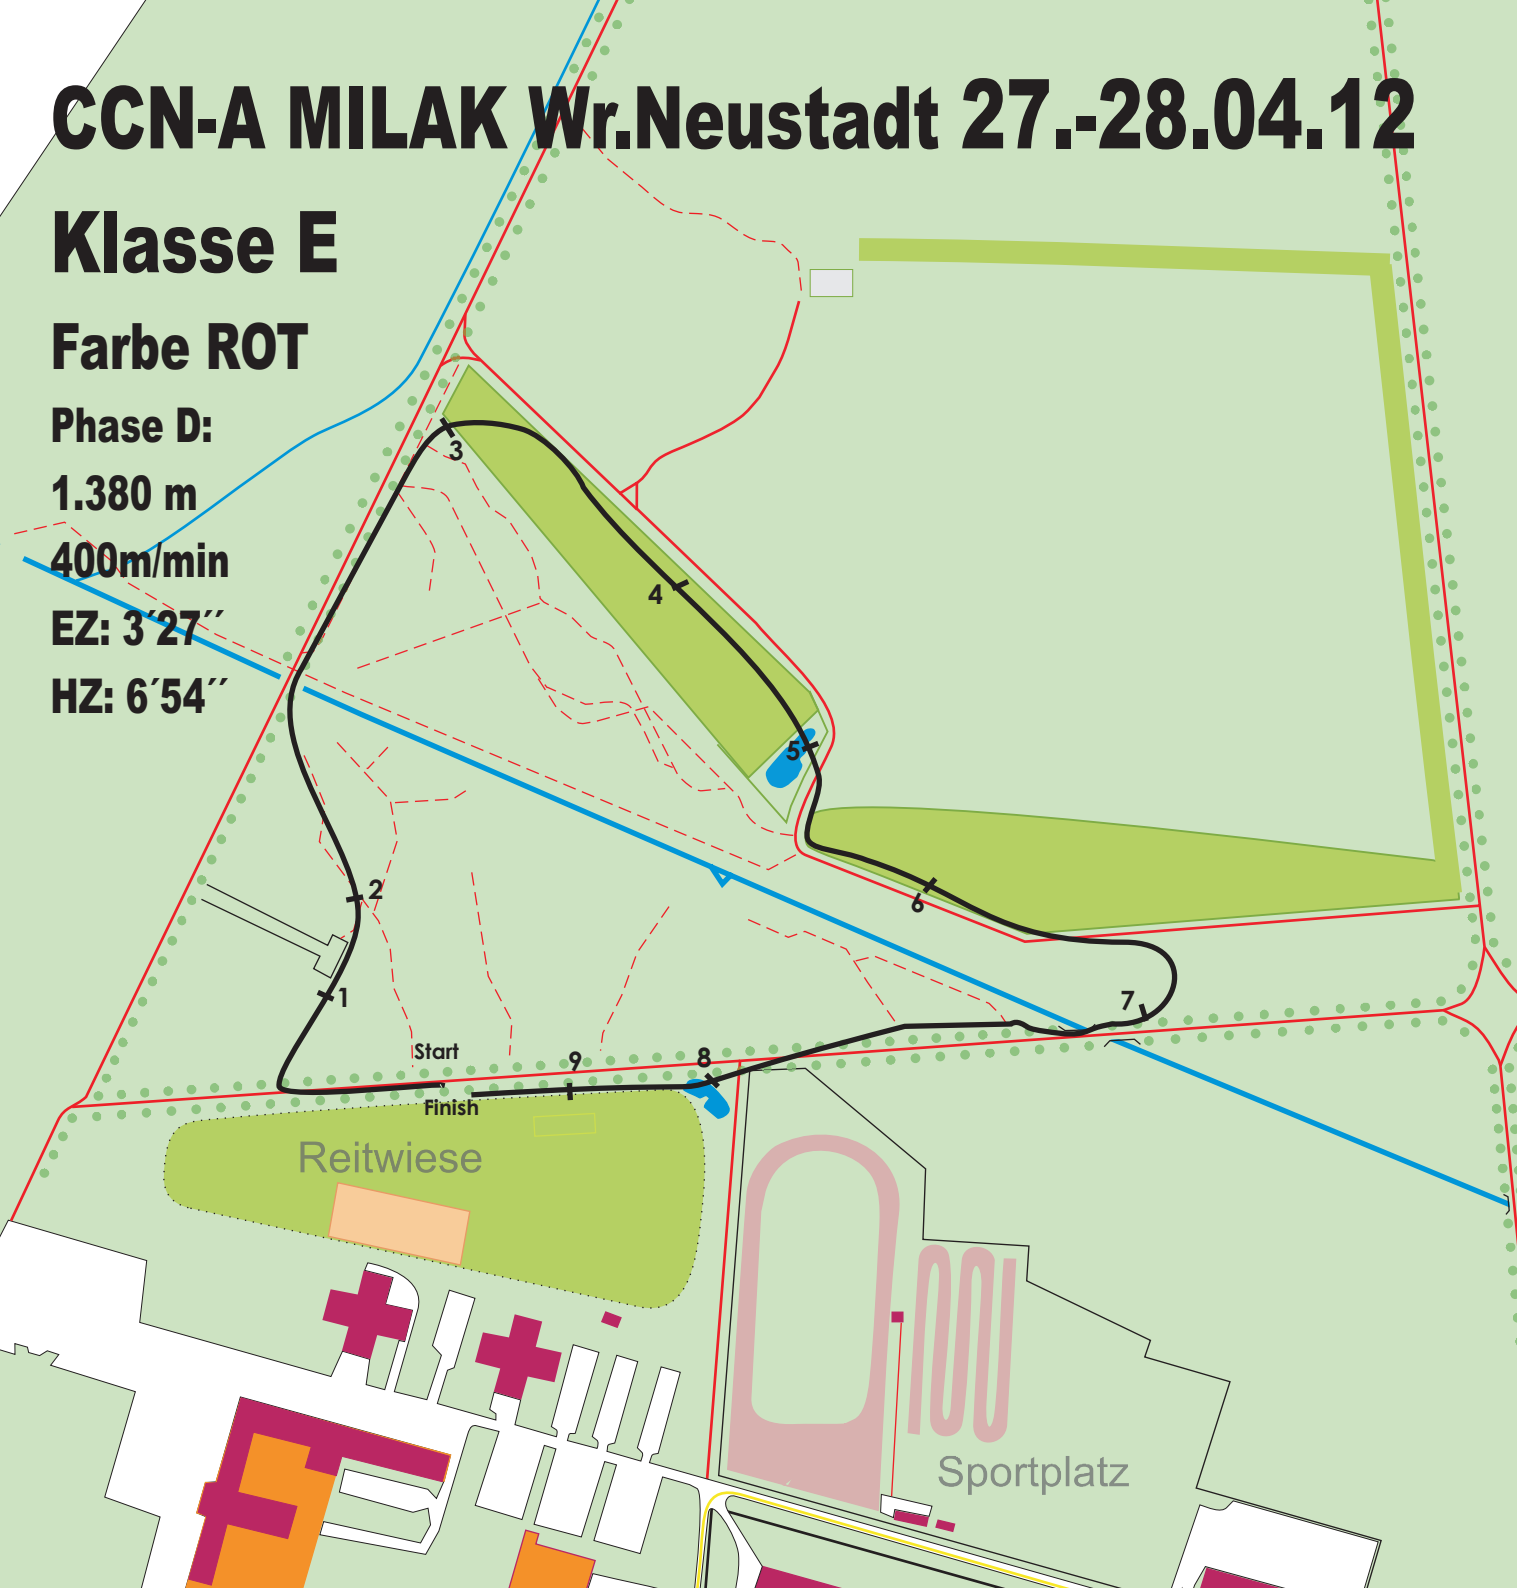 CCN-A MILAK Wr.Neustadt 27.-28.04.12
Klasse E
Farbe ROT
Phase D:
1.380 m
400m/min
EZ: 3´27´´
HZ: 6´54´´
3
4
5
2
6
1
7
Start
9
8
Finish
Reitwiese
Sportplatz